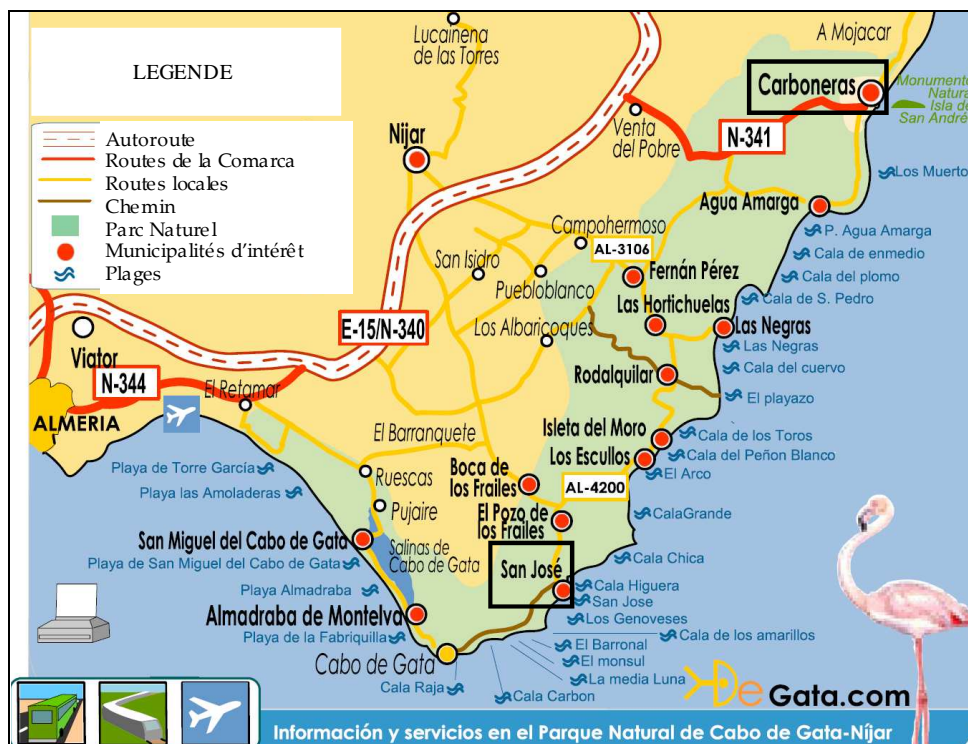 LEGENDE
Autoroute
Routes de la Comarca
Routes locales
Chemin
Parc Naturel
Municipalités d'intérêt
Plages
Lucainena
de las Torres
A Mojacar
Carboneras
Monumento
Natura
Isla de
San André
Venta
del Pobre
N-341
Níjar
Los Muerto
Agua Amarga
P. Agua Amarga
Cala de enmedio
Cala del plomo
Cala de S. Pedro
Campohermoso
AL-3106
San Isidro
Puebloblanco
Fernán Pérez
Las Hortichuelas
Los Albaricoques
E-15/N-340
Las Negras
Las Negras
Cala del cuervo
El playazo
Rodalquilar
Viator
N-344
El Retamar
ALMERIA
El Barranquete
Isleta del Moro
Los Escullos
Cala de los Toros
Cala del Peñon Blanco
El Arco
Playa de Torre García
Playa las Amoladeras
Ruescas
Boca de
los Frailes
AL-4200
Pujaire
El Pozo de
los Frailes
CalaGrande
San Miguel del Cabo de Gata
Playa de San Miguel del Cabo de Gata
Salinas de
Cabo de Gata
San José
Cala Chica
Cala Higuera
San Jose
Los Genoveses
Playa Almadraba
Almadraba de Montelva
Playa de la Fabriquilla
Cala de los amarillos
El Barronal
El monsul
La media Luna
Cabo de Gata
Cala Raja
Cala Carbon
De Gata.com
Información y servicios en el Parque Natural de Cabo de Gata-Níjar